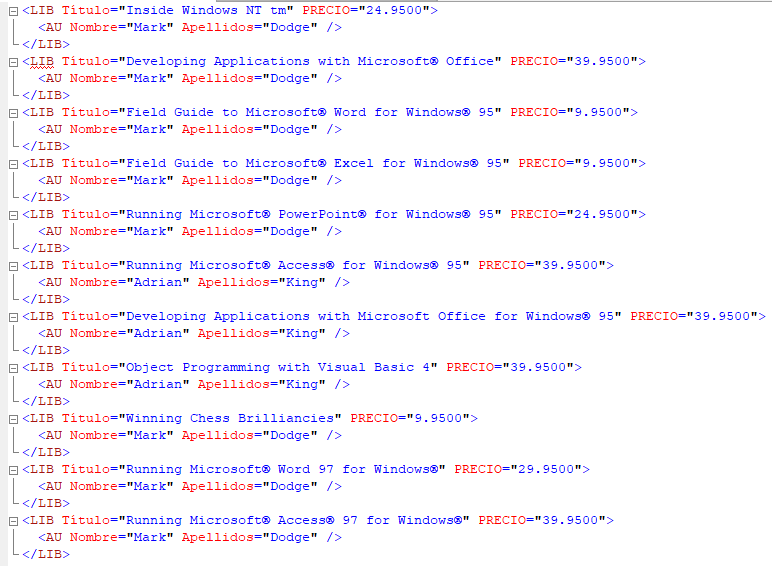 <LIB Título="Inside Windows NT tm" PRECIO="24.9500">
<AU Nombre="Mark" Apellidos="Dodge" />
</LIB>
<LIB Título="Developing Applications with Microsoft® Office" PRECIO="39.9500">
<AU Nombre="Mark" Apellidos="Dodge" />
</LIB>
<LIB Título="Field Guide to Microsoft® Word for Windows® 95" PRECIO="9.9500">
<AU Nombre="Mark" Apellidos="Dodge" />
</LIB>
<LIB Título="Field Guide to Microsoft® Excel for Windows® 95" PRECIO="9.9500">
<AU Nombre="Mark" Apellidos="Dodge" />
</LIB>
<LIB Título="Running Microsoft® PowerPoint® for Windows® 95" PRECIO="24.9500">
<AU Nombre="Mark" Apellidos="Dodge" />
</LIB>
<LIB Título="Running Microsoft® Access® for Windows® 95" PRECIO="39.9500">
<AU Nombre="Adrian" Apellidos="King" />
</LIB>
<LIB Título="Developing Applications with Microsoft Office for Windows® 95" PRECIO="39.9500">
<AU Nombre="Adrian" Apellidos="King" />
</LIB>
<LIB Título="Object Programming with Visual Basic 4" PRECIO="39.9500">
<AU Nombre="Adrian" Apellidos="King" />
</LIB>
<LIB Título="Winning Chess Brilliancies" PRECIO="9.9500">
<AU Nombre="Mark" Apellidos="Dodge" />
</LIB>
<LIB Título="Running Microsoft® Word 97 for Windows®" PRECIO="29.9500">
<AU Nombre="Mark" Apellidos="Dodge" />
</LIB>
<LIB Título="Running Microsoft® Access® 97 for Windows®" PRECIO="39.9500">
<AU Nombre="Mark" Apellidos="Dodge" />
</LIB>